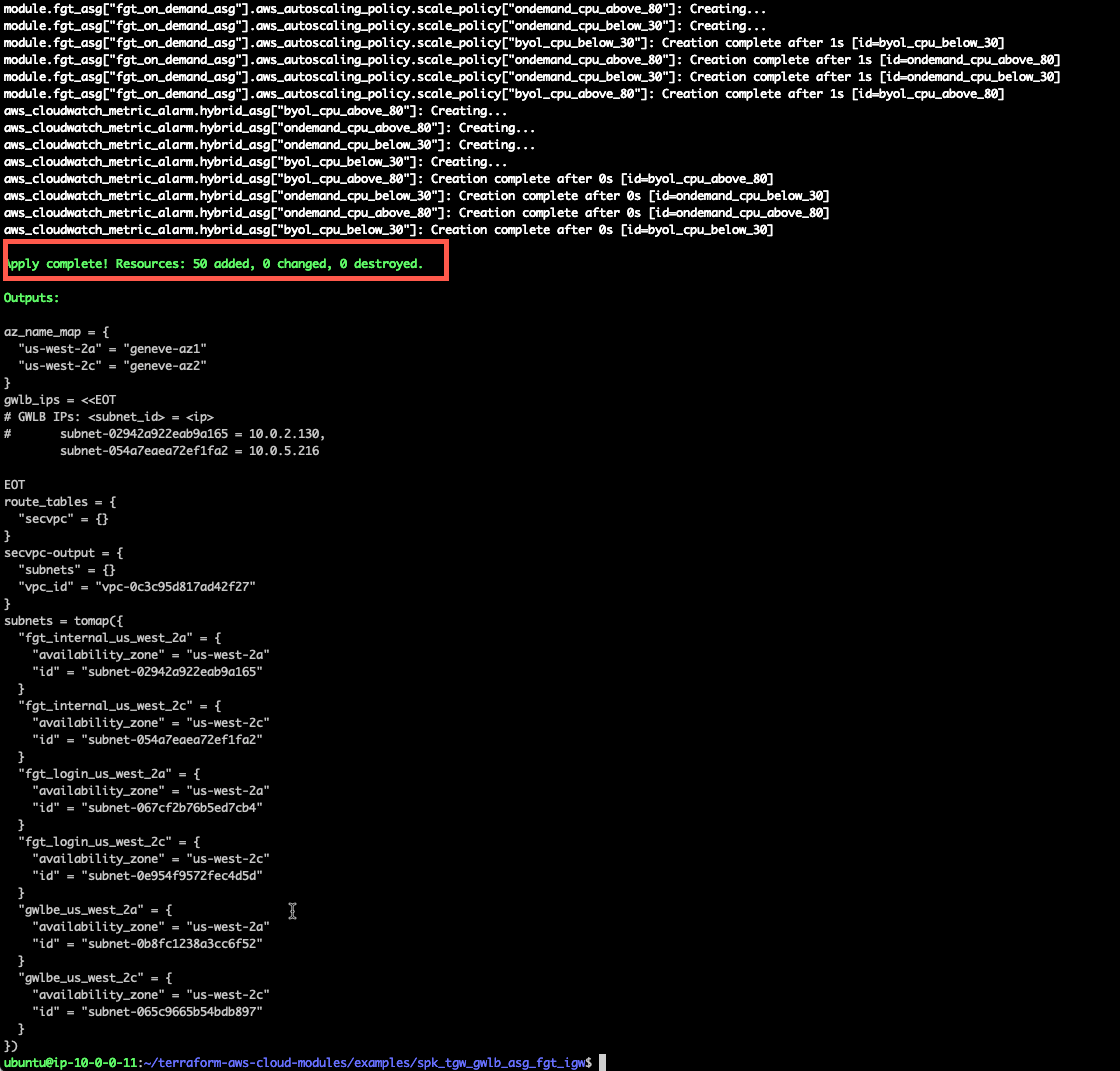 module.fgt_asg["fgt_on_demand_asg"].aws_autoscaling_policy.scale_policy["ondemand_cpu_above_80"]: Creating...
module.fgt_asg["fgt_on_demand_asg"].aws_autoscaling_policy.scale_policy["ondemand_cpu_below_30"]: Creating...
module.fgt_asg["fgt_on_demand_asg"].aws_autoscaling_policy.scale_policy["byol_cpu_below_30"]: Creation complete after 1s [id=byol_cpu_below_30]
module.fgt_asg["fgt_on_demand_asg"].aws_autoscaling_policy.scale_policy["ondemand_cpu_above_80"]: Creation complete after 1s [id=ondemand_cpu_above_80]
module.fgt_asg["fgt_on_demand_asg"].aws_autoscaling_policy.scale_policy["ondemand_cpu_below_30"]: Creation complete after 1s [id=ondemand_cpu_below_30]
module.fgt_asg["fgt_on_demand_asg"].aws_autoscaling_policy.scale_policy["byol_cpu_above_80"]: Creation complete after 1s [id=byol_cpu_above_80]
aws_cloudwatch_metric_alarm.hybrid_asg["byol_cpu_above_80"]: Creating...
aws_cloudwatch_metric_alarm.hybrid_asg["ondemand_cpu_above_80"]: Creating...
aws_cloudwatch_metric_alarm.hybrid_asg["ondemand_cpu_below_30"]: Creating...
aws_cloudwatch_metric_alarm.hybrid_asg["byol_cpu_below_30"]: Creating...
aws_cloudwatch_metric_alarm.hybrid_asg["byol_cpu_above_80"]: Creation complete after 0s [id=byol_cpu_above_80]
aws_cloudwatch_metric_alarm.hybrid_asg["ondemand_cpu_below_30"]: Creation complete after 0s [id=ondemand_cpu_below_30]
aws_cloudwatch_metric_alarm.hybrid_asg["ondemand_cpu_above_80"]: Creation complete after 0s [id=ondemand_cpu_above_80]
aws_cloudwatch_metric_alarm.hybrid_asg["byol_cpu_below_30"]: Creation complete after 0s [id=byol_cpu_below_30]
Apply complete! Resources: 50 added, 0 changed, 0 destroyed.
Outputs:
az_name_map = {
  "us-west-2a" = "geneve-az1"
  "us-west-2c" = "geneve-az2"
}
gwlb_ips = <<EOT
# GWLB IPs: <subnet_id> = <ip>
#       subnet-02942a922eab9a165 = 10.0.2.130,
        subnet-054a7eaea72ef1fa2 = 10.0.5.216
EOT
route_tables = {
  "secvpc" = {}
}
secvpc-output = {
  "subnets" = {}
  "vpc_id" = "vpc-0c3c95d817ad42f27"
}
subnets = tomap({
  "fgt_internal_us_west_2a" = {
    "availability_zone" = "us-west-2a"
    "id" = "subnet-02942a922eab9a165"
  }
  "fgt_internal_us_west_2c" = {
    "availability_zone" = "us-west-2c"
    "id" = "subnet-054a7eaea72ef1fa2"
  }
  "fgt_login_us_west_2a" = {
    "availability_zone" = "us-west-2a"
    "id" = "subnet-067cf2b76b5ed7cb4"
  }
  "fgt_login_us_west_2c" = {
    "availability_zone" = "us-west-2c"
    "id" = "subnet-0e954f9572fec4d5d"
  }
  "gwlbe_us_west_2a" = {
    "availability_zone" = "us-west-2a"
    "id" = "subnet-0b8fc1238a3cc6f52"
  }
  "gwlbe_us_west_2c" = {
    "availability_zone" = "us-west-2c"
    "id" = "subnet-065c9665b54bdb897"
  }
})
ubuntu@ip-10-0-0-11:~/terraform-aws-cloud-modules/examples/spk_tgw_gwlb_asg_fgt_igw$